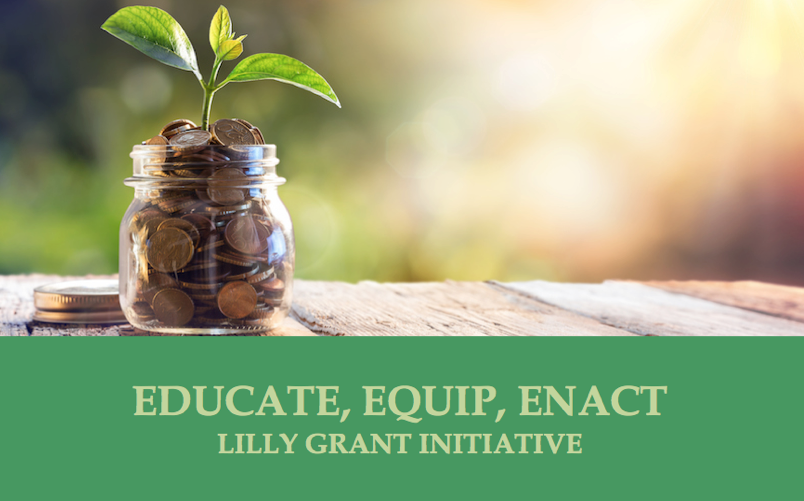 EDUCATE, EQUIP, ENACT
LILLY GRANT INITIATIVE